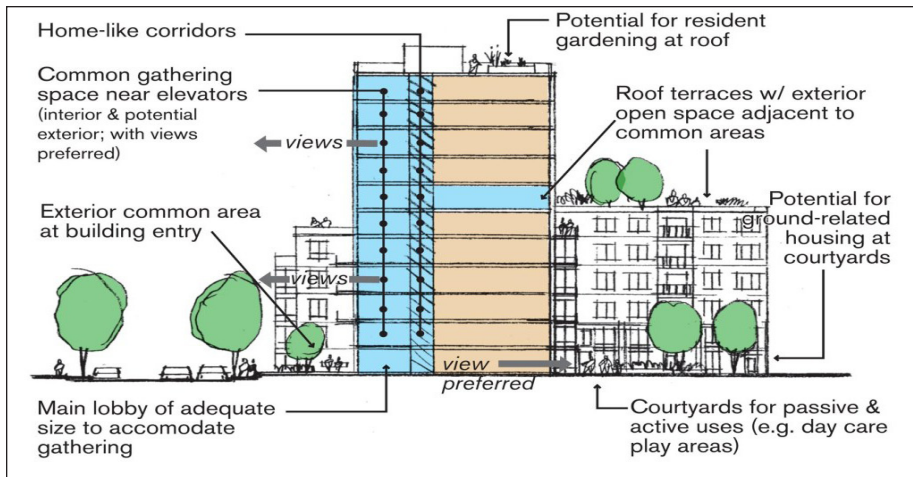 Home-like corridors
Common gathering
space near elevators
(interior & potential
exterior; with views
preferred)
Exterior common area
at building entry
Main lobby of adequate
size to accomodate
gathering
views
views
view
preferred
Potential for resident
gardening at roof
Roof terraces w/ exterior
open space adjacent to
common areas
Potential for
ground-related
housing at
courtyards
Courtyards for passive &
active uses (e.g. day care
play areas)